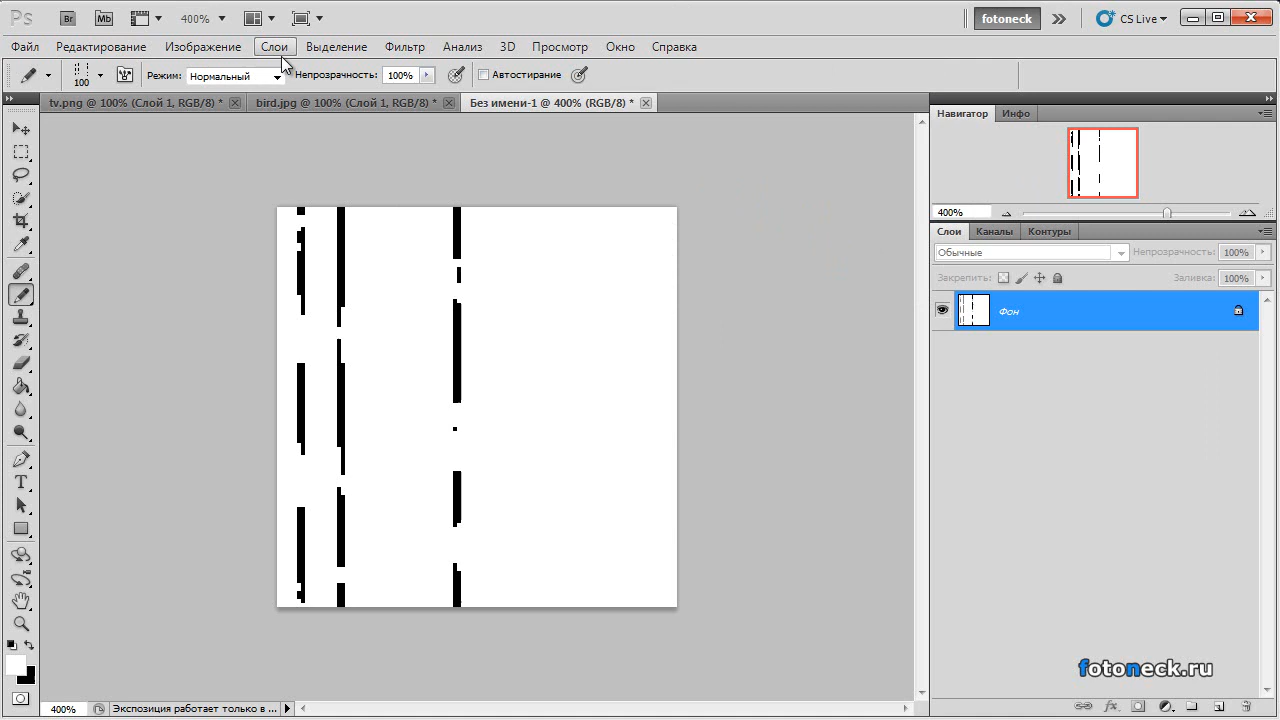 Ps Br Mb 400% fotoneck CS Live
Файл Редактирование Изображение Слои Выделение Фильтр Анализ 3D Просмотр Окно Справка
100 Режим: Нормальный Непрозрачность: 100% Автостирание
tv.png @ 100% (Слой 1, RGB/8) * bird.jpg @ 100% (Слой 1, RGB/8) * Без имени-1 @ 400% (RGB/8) *
Навигатор Инфо
400%
Слои Каналы Контуры
Обычные Непрозрачность: 100%
Закрепить: Заливка: 100%
Фон
T
fotoneck.ru
400% Экспозиция работает только в ...